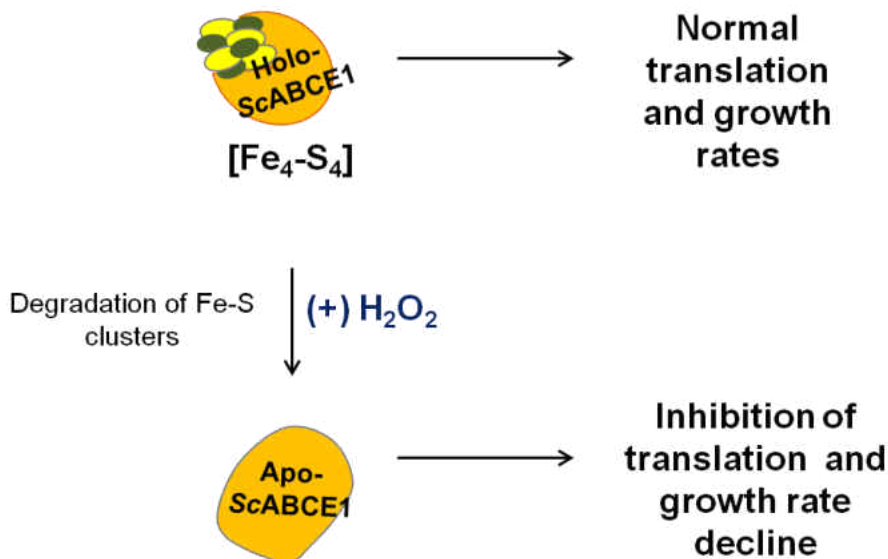 Holo-
ScABCE1
[Fe₄-S₄]
Normal
translation
and growth
rates
Degradation of Fe-S
clusters
(+) H₂O₂
Apo-
ScABCE1
Inhibition of
translation and
growth rate
decline